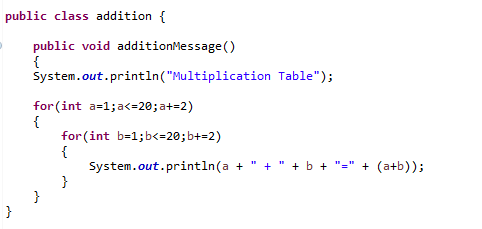 public class addition {
public void additionMessage()
{
System.out.println("Multiplication Table");
for(int a=1;a<=20;a+=2)
{
for(int b=1;b<=20;b+=2)
{
System.out.println(a + " + " + b + "=" + (a+b));
}
}
}